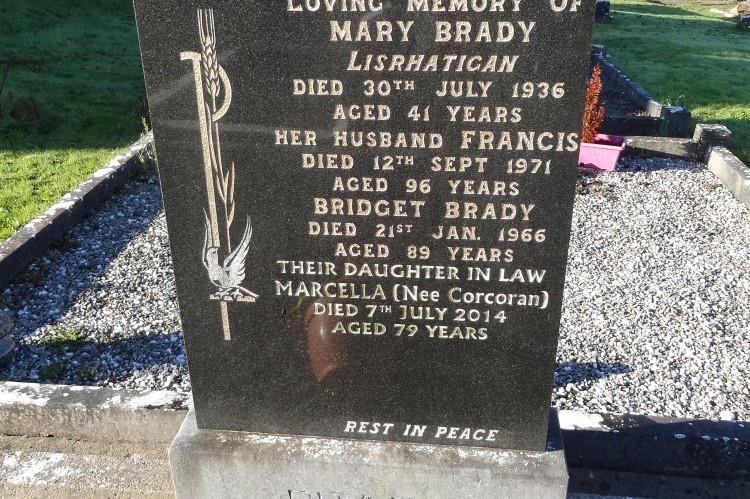 LOVING MEMORY OF
MARY BRADY
LISRHATIGAN
DIED 30TH JULY 1936
AGED 41 YEARS
HER HUSBAND FRANCIS
DIED 12TH SEPT 1971
AGED 96 YEARS
BRIDGET BRADY
DIED 21ST JAN. 1966
AGED 89 YEARS
THEIR DAUGHTER IN LAW
MARCELLA (Nee Corcoran)
DIED 7TH JULY 2014
AGED 79 YEARS
REST IN PEACE